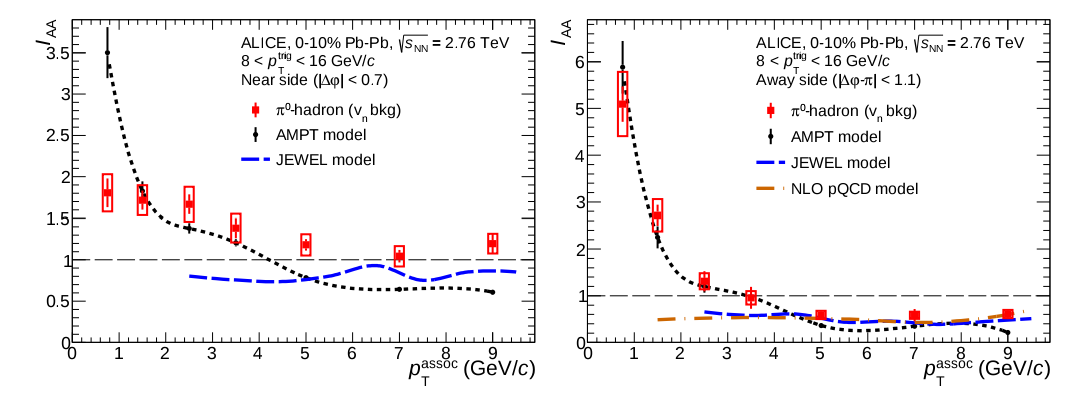 I_AA
ALICE, 0-10% Pb-Pb, √s_NN = 2.76 TeV
8 < p_T^trig < 16 GeV/c
Near side (|Δφ| < 0.7)
π⁰-hadron (v_n bkg)
AMPT model
JEWEL model
3.5
3
2.5
2
1.5
1
0.5
0
0 1 2 3 4 5 6 7 8 9
p_T^assoc (GeV/c)
I_AA
ALICE, 0-10% Pb-Pb, √s_NN = 2.76 TeV
8 < p_T^trig < 16 GeV/c
Away side (|Δφ-π| < 1.1)
π⁰-hadron (v_n bkg)
AMPT model
JEWEL model
NLO pQCD model
6
5
4
3
2
1
0
0 1 2 3 4 5 6 7 8 9
p_T^assoc (GeV/c)